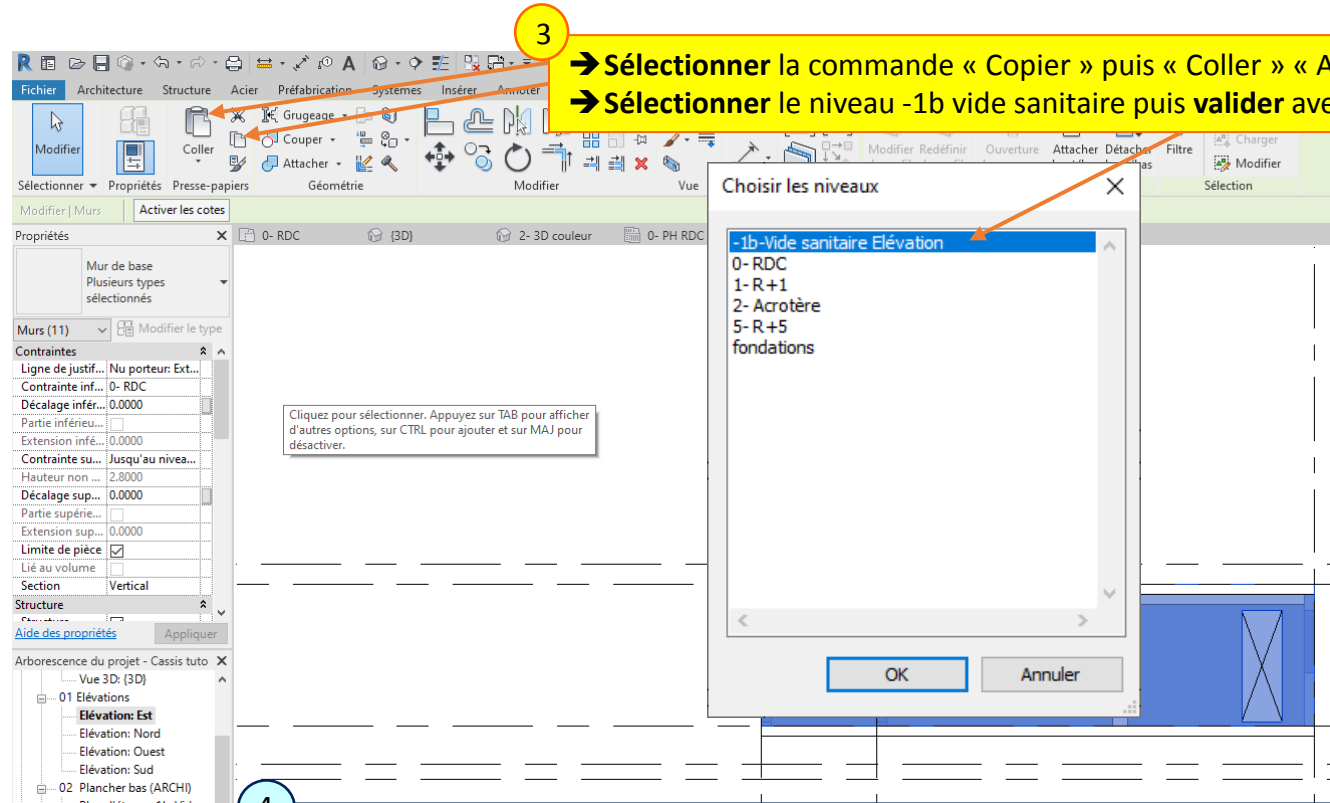 3
➔ Sélectionner la commande « Copier » puis « Coller » « A
➔ Sélectionner le niveau -1b vide sanitaire puis valider ave
Fichier Architecture Structure Acier Préfabrication Systèmes Insérer Annoter
Modifier
Coller
Grugeage
Couper
Attacher
Modifier Redéfinir
Ouverture
Attacher Détacher
Filtre
Charger
Modifier
Sélectionner Propriétés Presse-papiers Géométrie Modifier Vue Sélection
Modifier | Murs Activer les cotes
Propriétés
0- RDC {3D} 2- 3D couleur 0- PH RDC
Mur de base
Plusieurs types
sélectionnés
Murs (11) Modifier le type
Contraintes
Ligne de justif... Nu porteur: Ext...
Contrainte inf... 0- RDC
Décalage infér... 0.0000
Partie inférieu...
Extension infé... 0.0000
Contrainte su... Jusqu'au nivea...
Hauteur non ... 2.8000
Décalage sup... 0.0000
Partie supérie...
Extension sup... 0.0000
Limite de pièce
Lié au volume
Section Vertical
Structure
Aide des propriétés Appliquer
Arborescence du projet - Cassis tuto
Vue 3D: {3D}
01 Elévations
Elévation: Est
Elévation: Nord
Elévation: Ouest
Elévation: Sud
02 Plancher bas (ARCHI)
Cliquez pour sélectionner. Appuyez sur TAB pour afficher
d'autres options, sur CTRL pour ajouter et sur MAJ pour
désactiver.
Choisir les niveaux
-1b-Vide sanitaire Elévation
0- RDC
1- R+1
2- Acrotère
5- R+5
fondations
OK Annuler
4